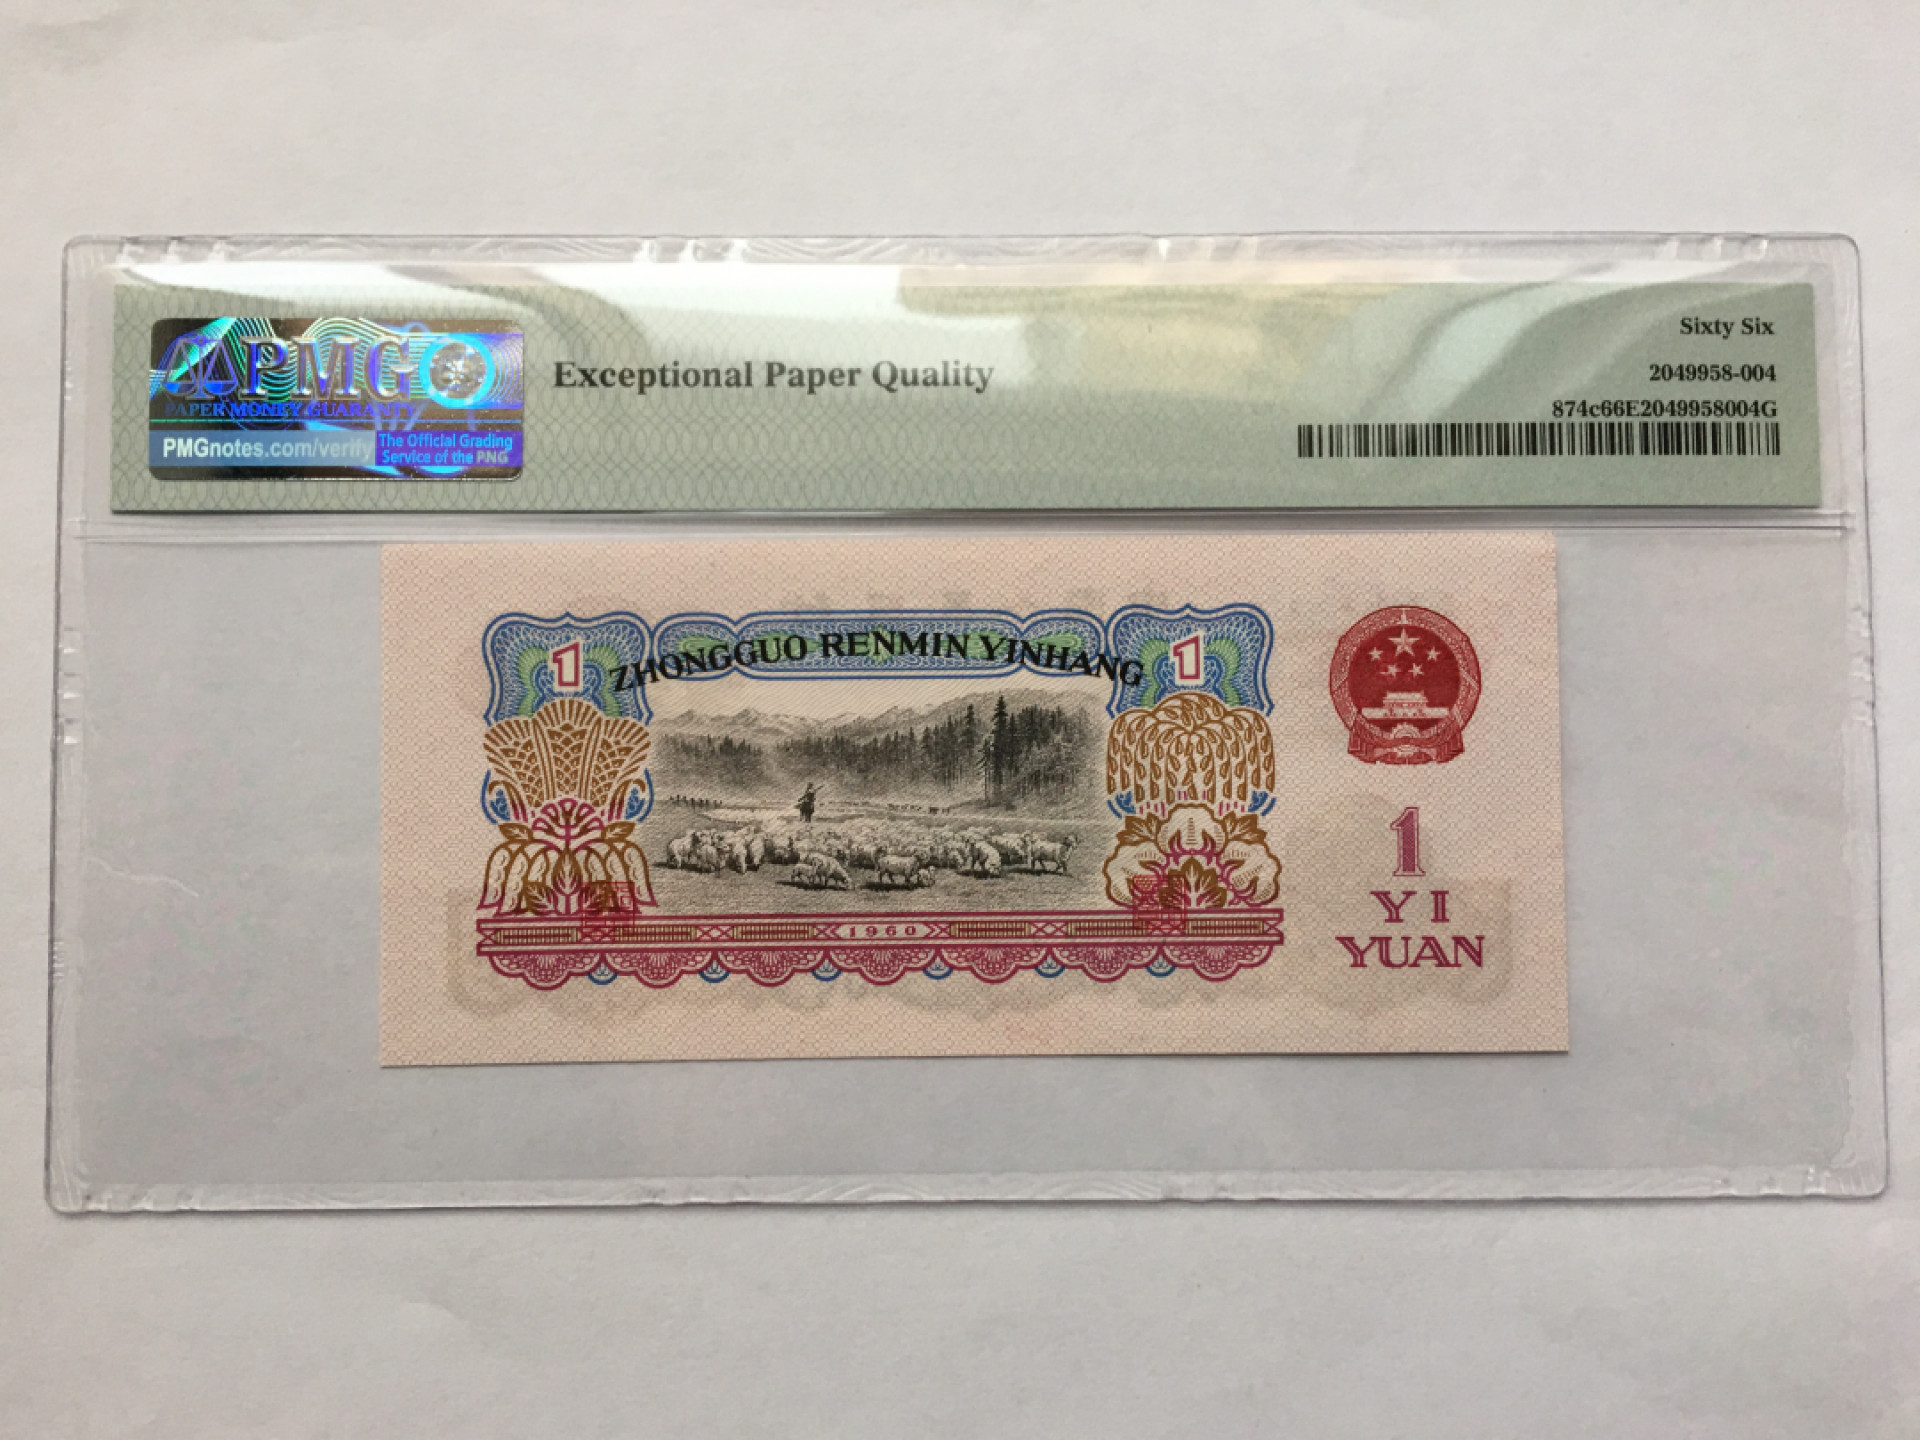 PMG
PAPER MONEY GUARANTY
PMGnotes.com/verify
The Official Grading
Service of the PNG
Exceptional Paper Quality
Sixty Six
2049958-004
874c66E2049958004G
1
ZHONGGUO RENMIN YINHANG
1
1960
1
YI
YUAN